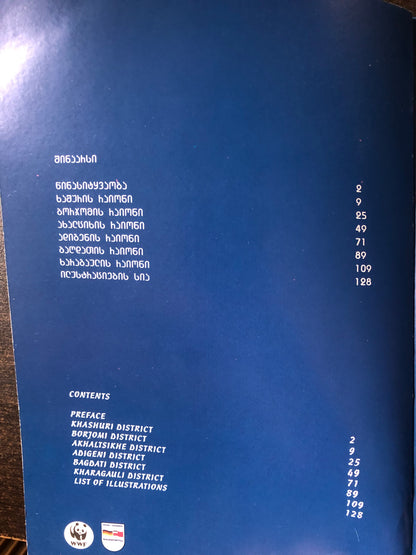 შინაარსი
წინასიტყვაობა 2
ხაშურის რაიონი 9
ბორჯომის რაიონი 25
ახალციხის რაიონი 49
ადიგენის რაიონი 71
ბაღდათის რაიონი 89
ხარაგაულის რაიონი 109
ილუსტრაციების სია 128
CONTENTS
PREFACE 2
KHASHURI DISTRICT 9
BORJOMI DISTRICT 25
AKHALTSIKHE DISTRICT 49
ADIGENI DISTRICT 71
BAGDATI DISTRICT 89
KHARAGAULI DISTRICT 109
LIST OF ILLUSTRATIONS 128
WWF